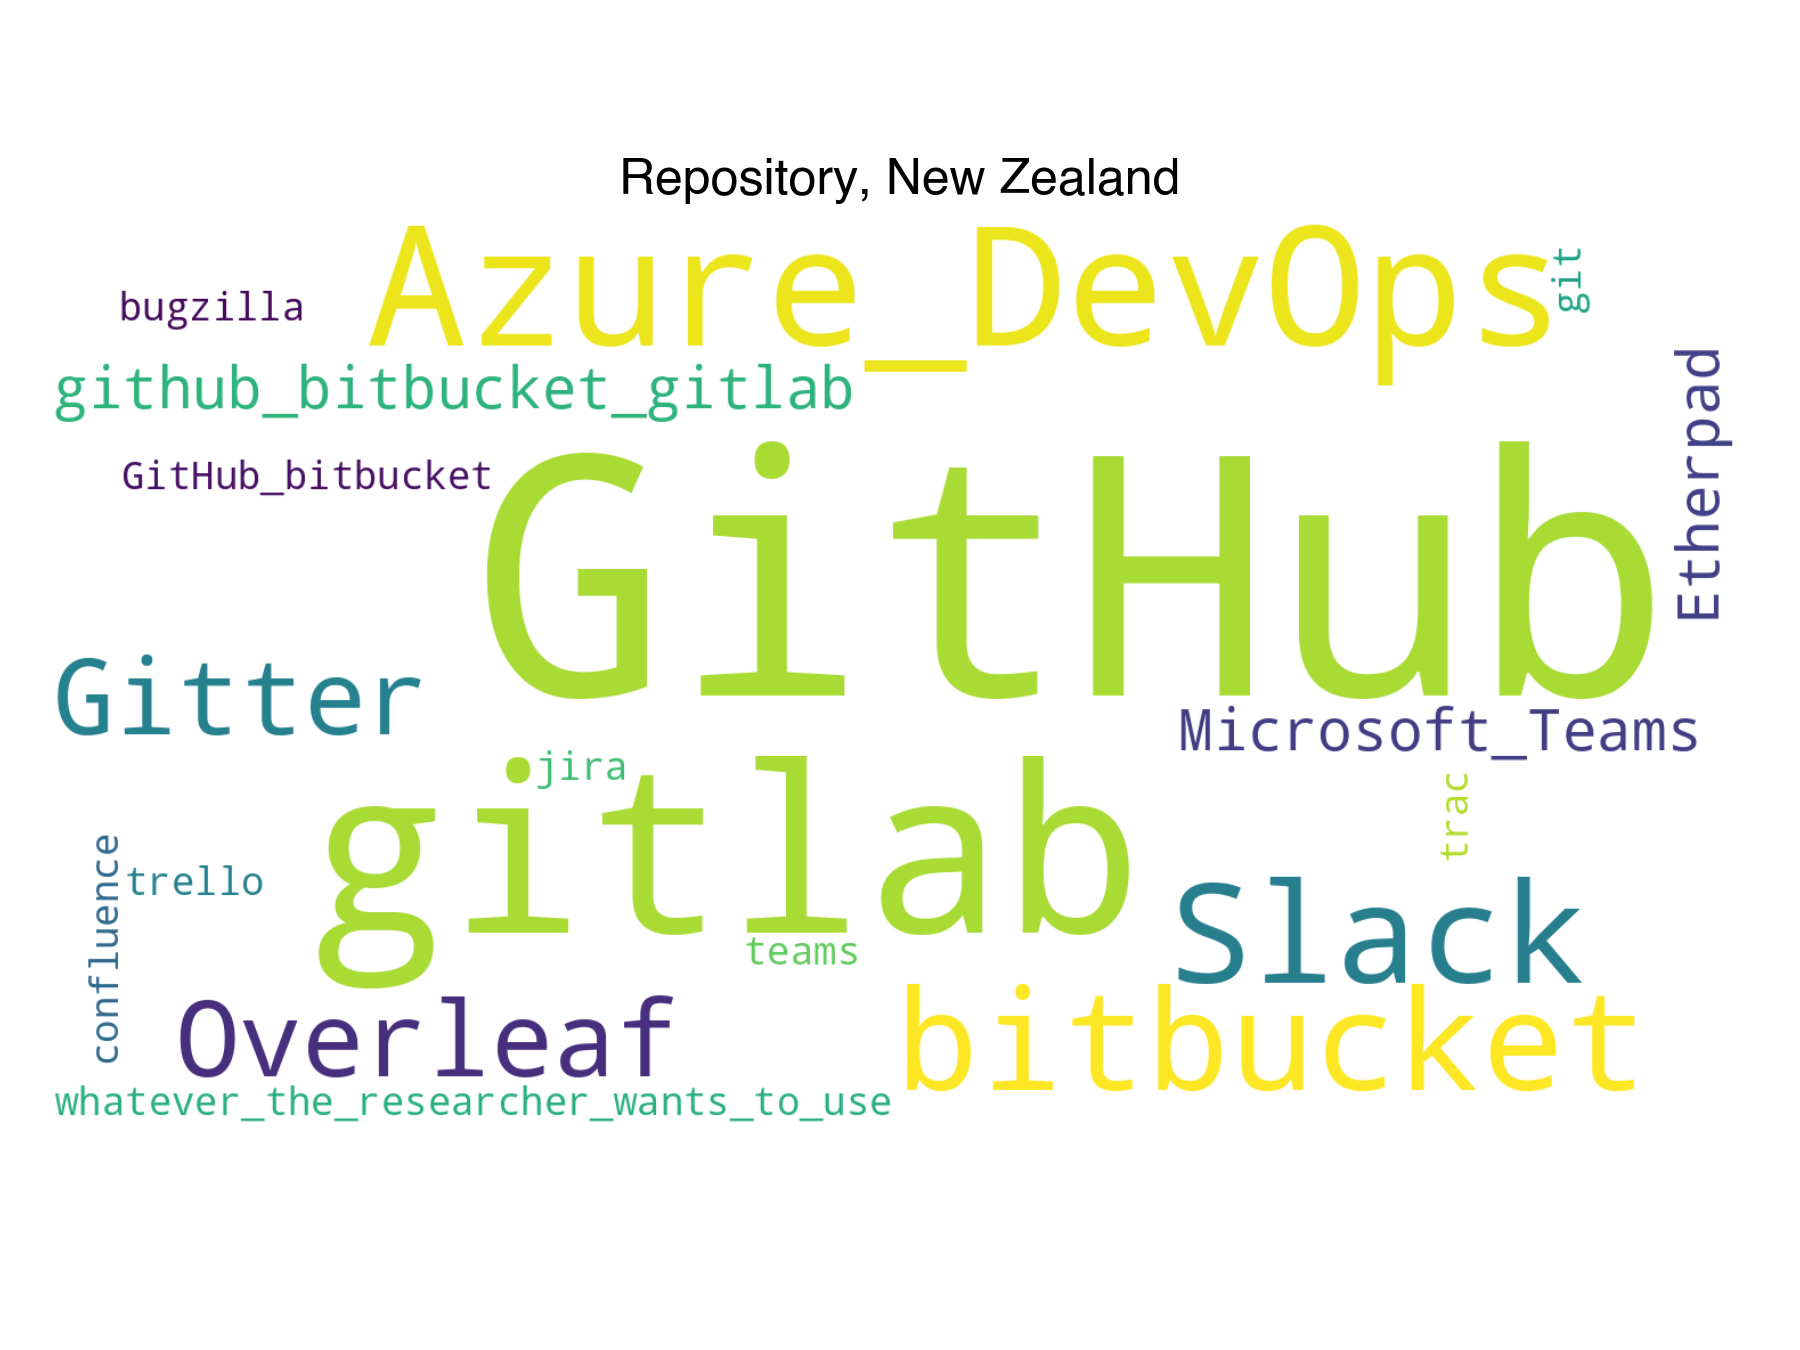 Repository, New Zealand
Azure_DevOps
git
bugzilla
github_bitbucket_gitlab
Etherpad
GitHub_bitbucket
GitHub
Gitter
Microsoft_Teams
jira
gitlab
trac
confluence
trello
Slack
teams
Overleaf
bitbucket
whatever_the_researcher_wants_to_use